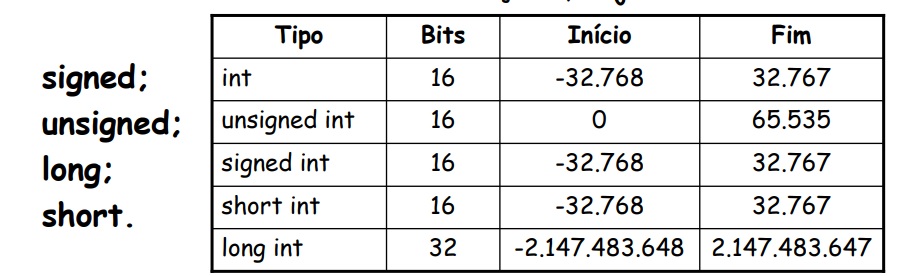 signed;
unsigned;
long;
short.
Tipo Bits Início Fim
int 16 -32.768 32.767
unsigned int 16 0 65.535
signed int 16 -32.768 32.767
short int 16 -32.768 32.767
long int 32 -2.147.483.648 2.147.483.647